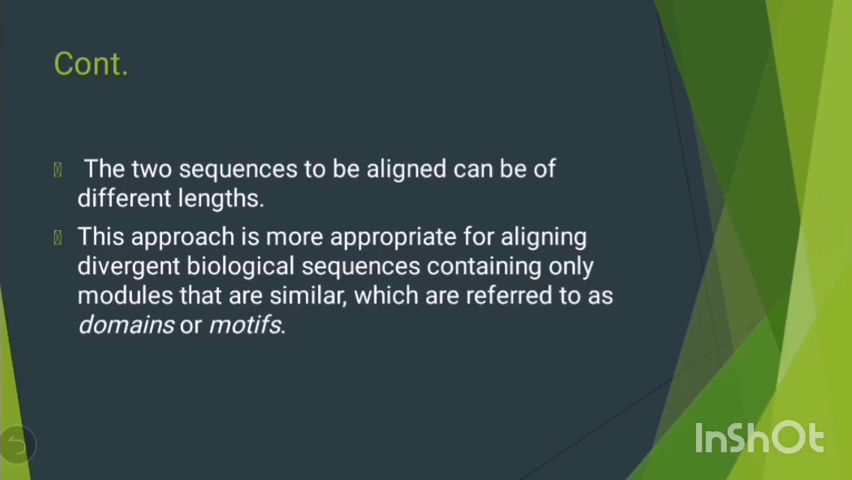 Cont.
The two sequences to be aligned can be of
different lengths.
This approach is more appropriate for aligning
divergent biological sequences containing only
modules that are similar, which are referred to as
domains or motifs.
InShOt